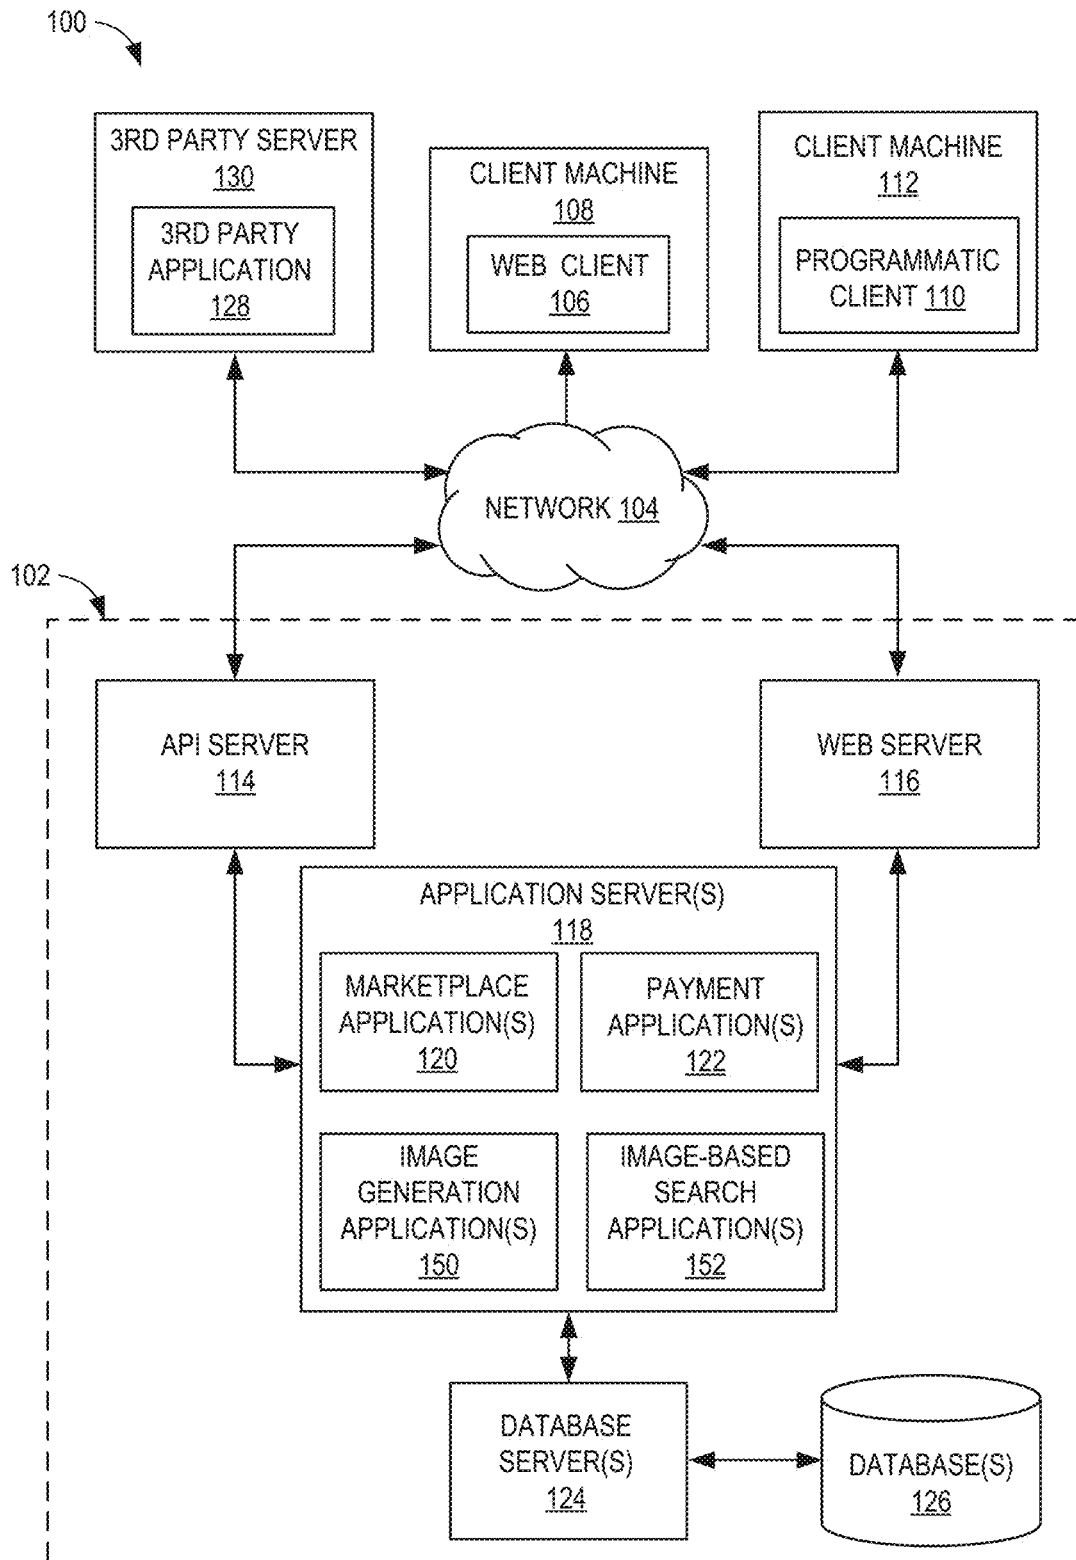 100
3RD PARTY SERVER
130
3RD PARTY
APPLICATION
128
CLIENT MACHINE
108
WEB CLIENT
106
CLIENT MACHINE
112
PROGRAMMATIC
CLIENT 110
NETWORK 104
102
API SERVER
114
WEB SERVER
116
APPLICATION SERVER(S)
118
MARKETPLACE
APPLICATION(S)
120
PAYMENT
APPLICATION(S)
122
IMAGE
GENERATION
APPLICATION(S)
150
IMAGE-BASED
SEARCH
APPLICATION(S)
152
DATABASE
SERVER(S)
124
DATABASE(S)
126